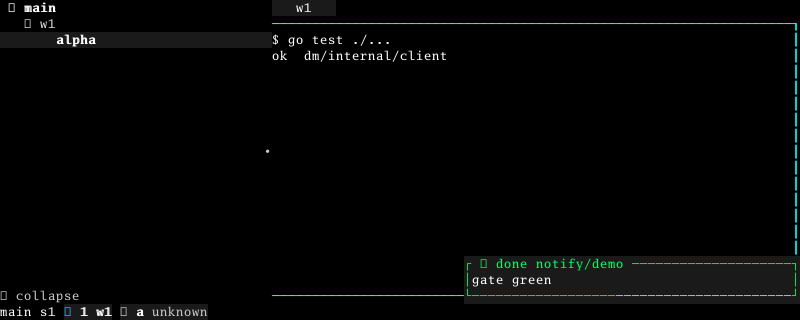 main
w1
alpha
w1
$ go test ./...
ok  dm/internal/client
done notify/demo
gate green
collapse
main s1 1 w1 a unknown